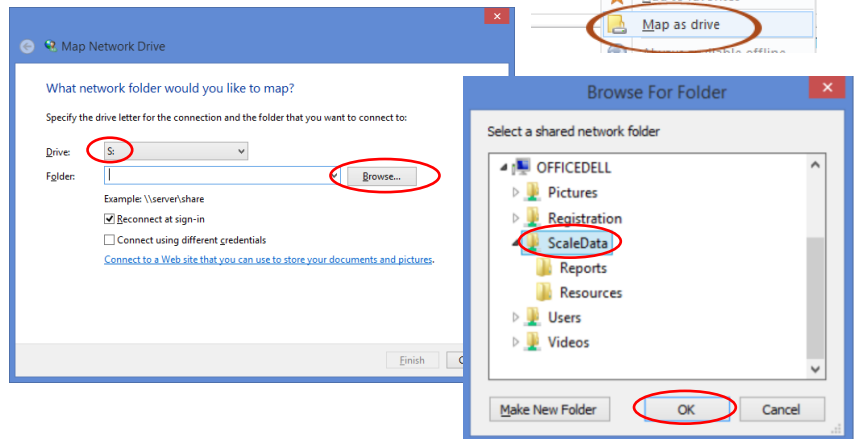 Map as drive
Map Network Drive
What network folder would you like to map?
Specify the drive letter for the connection and the folder that you want to connect to:
Drive: S:
Folder: Browse...
Example: \\server\share
Reconnect at sign-in
Connect using different credentials
Connect to a Web site that you can use to store your documents and pictures.
Finish
Browse For Folder
Select a shared network folder
OFFICEDELL
Pictures
Registration
ScaleData
Reports
Resources
Users
Videos
Make New Folder OK Cancel